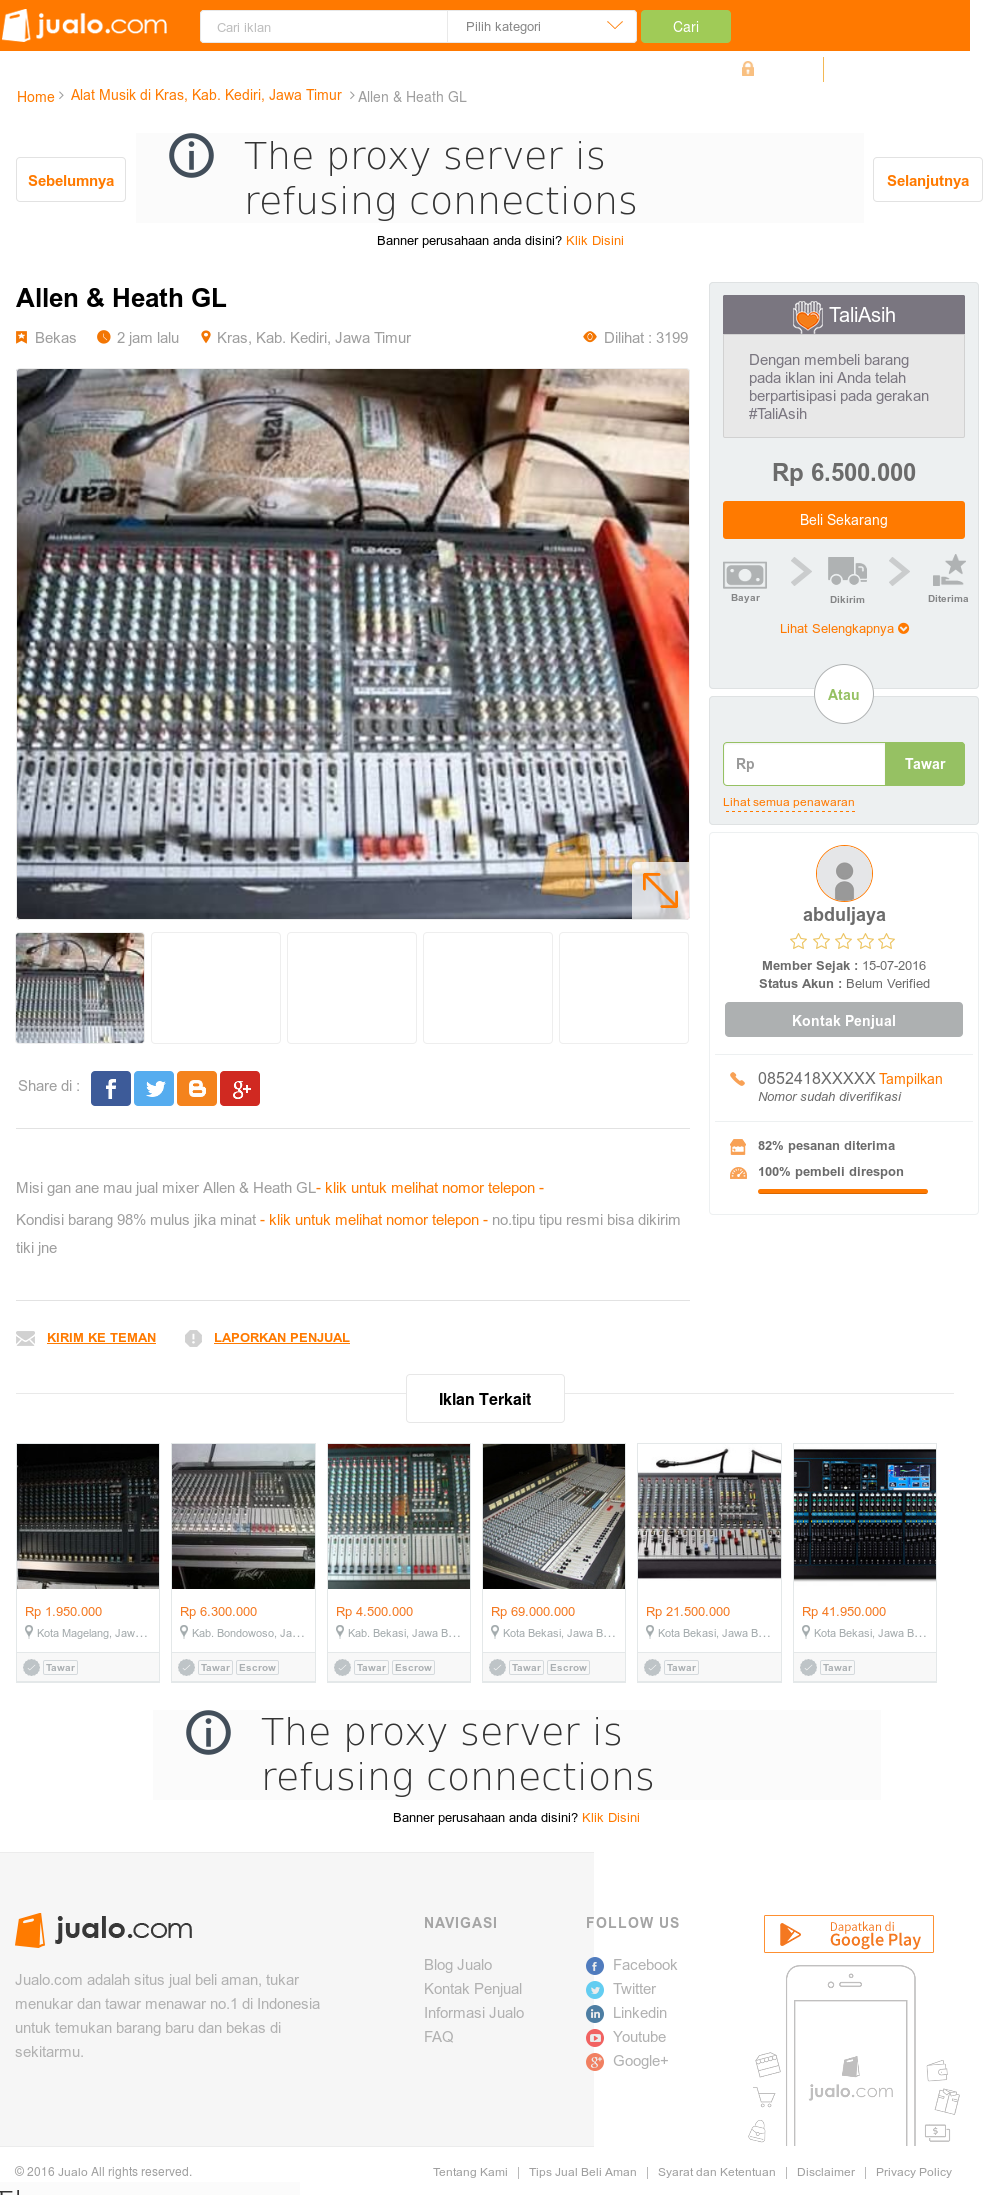 jualo.com
Cari iklan
Pilih kategori
Cari
Home
Alat Musik di Kras, Kab. Kediri, Jawa Timur
Allen & Heath GL
Sebelumnya
The proxy server is
refusing connections
Selanjutnya
Banner perusahaan anda disini? Klik Disini
Allen & Heath GL
Bekas
2 jam lalu
Kras, Kab. Kediri, Jawa Timur
Dilihat : 3199
GL2400
jualo
TaliAsih
Dengan membeli barang
pada iklan ini Anda telah
berpartisipasi pada gerakan
#TaliAsih
Rp 6.500.000
Beli Sekarang
Bayar
Dikirim
Diterima
Lihat Selengkapnya
Atau
Rp
Tawar
Lihat semua penawaran
abduljaya
Member Sejak : 15-07-2016
Status Akun : Belum Verified
Kontak Penjual
0852418XXXXX Tampilkan
Nomor sudah diverifikasi
82% pesanan diterima
100% pembeli direspon
Share di :
Misi gan ane mau jual mixer Allen & Heath GL- klik untuk melihat nomor telepon -
Kondisi barang 98% mulus jika minat - klik untuk melihat nomor telepon - no.tipu tipu resmi bisa dikirim
tiki jne
KIRIM KE TEMAN
LAPORKAN PENJUAL
Iklan Terkait
Rp 1.950.000
Kota Magelang, Jaw...
Tawar
Rp 6.300.000
Kab. Bondowoso, Ja...
Tawar
Escrow
Rp 4.500.000
Kab. Bekasi, Jawa B...
Tawar
Escrow
Rp 69.000.000
Kota Bekasi, Jawa B...
Tawar
Escrow
Rp 21.500.000
Kota Bekasi, Jawa B...
Tawar
Rp 41.950.000
Kota Bekasi, Jawa B...
Tawar
The proxy server is
refusing connections
Banner perusahaan anda disini? Klik Disini
jualo.com
Jualo.com adalah situs jual beli aman, tukar
menukar dan tawar menawar no.1 di Indonesia
untuk temukan barang baru dan bekas di
sekitarmu.
NAVIGASI
Blog Jualo
Kontak Penjual
Informasi Jualo
FAQ
FOLLOW US
Facebook
Twitter
Linkedin
Youtube
Google+
Dapatkan di
Google Play
jualo.com
© 2016 Jualo All rights reserved.
Tentang Kami | Tips Jual Beli Aman | Syarat dan Ketentuan | Disclaimer | Privacy Policy